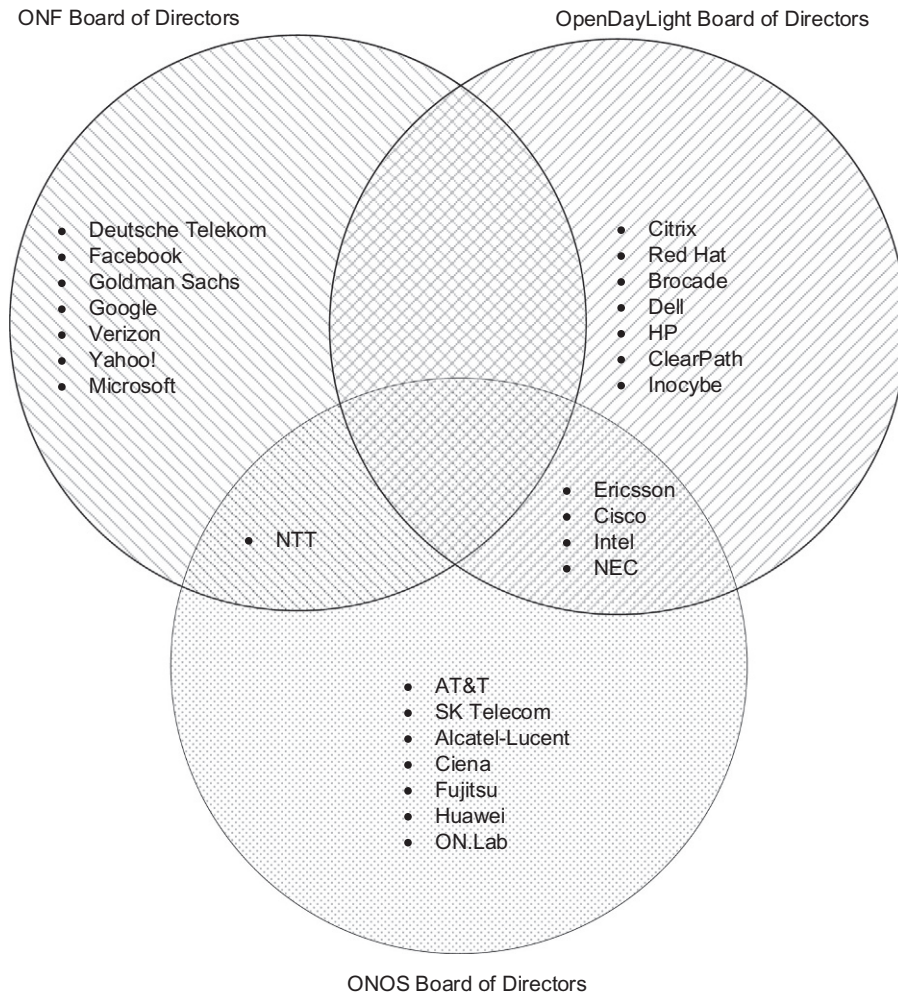 ONF Board of Directors
OpenDayLight Board of Directors
• Deutsche Telekom
• Facebook
• Goldman Sachs
• Google
• Verizon
• Yahoo!
• Microsoft
• Citrix
• Red Hat
• Brocade
• Dell
• HP
• ClearPath
• Inocybe
• NTT
• Ericsson
• Cisco
• Intel
• NEC
• AT&T
• SK Telecom
• Alcatel-Lucent
• Ciena
• Fujitsu
• Huawei
• ON.Lab
ONOS Board of Directors